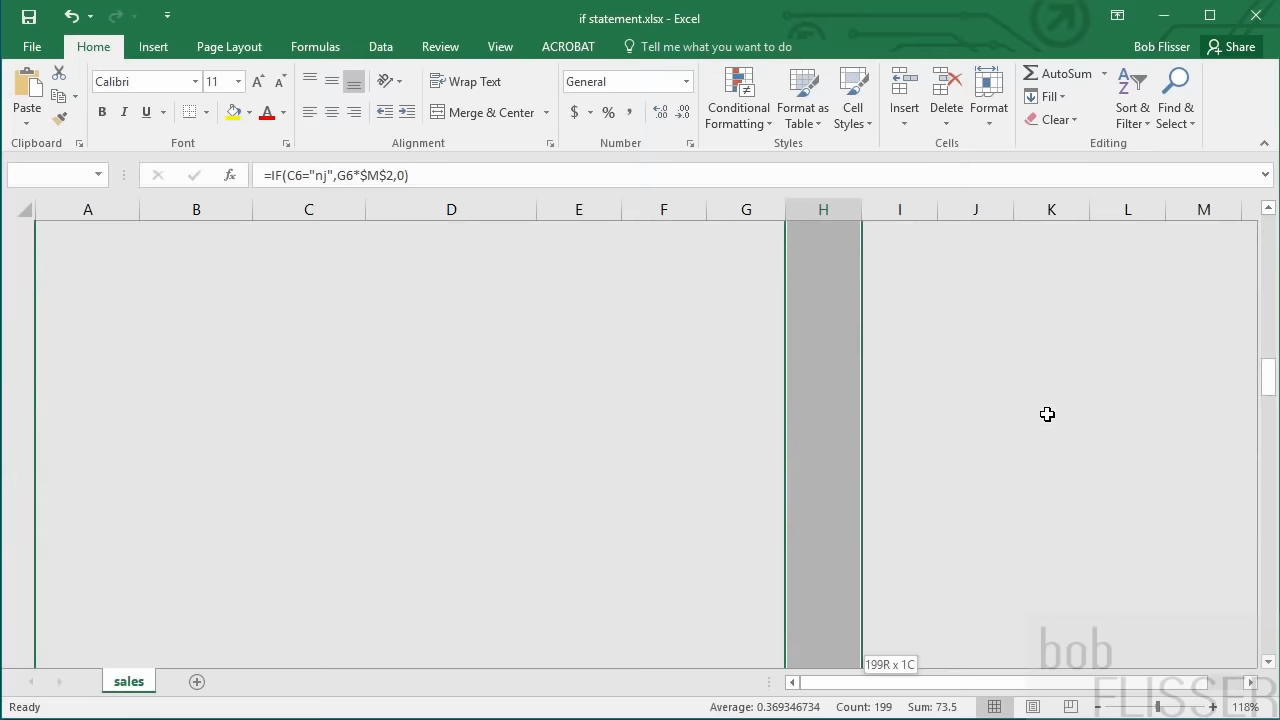 if statement.xlsx - Excel
File Home Insert Page Layout Formulas Data Review View ACROBAT Tell me what you want to do Bob Flisser Share
Paste
Clipboard
Calibri 11
B I U A
Font
Wrap Text
Merge & Center
Alignment
General
$ % ,
Number
Conditional Formatting
Format as Table
Cell Styles
Styles
Insert Delete Format
Cells
AutoSum
Fill
Clear
Sort & Filter
Find & Select
Editing
fx =IF(C6="nj",G6*$M$2,0)
A B C D E F G H I J K L M
199R x 1C
bob
FLISSER
sales
Ready Average: 0.369346734 Count: 199 Sum: 73.5 118%